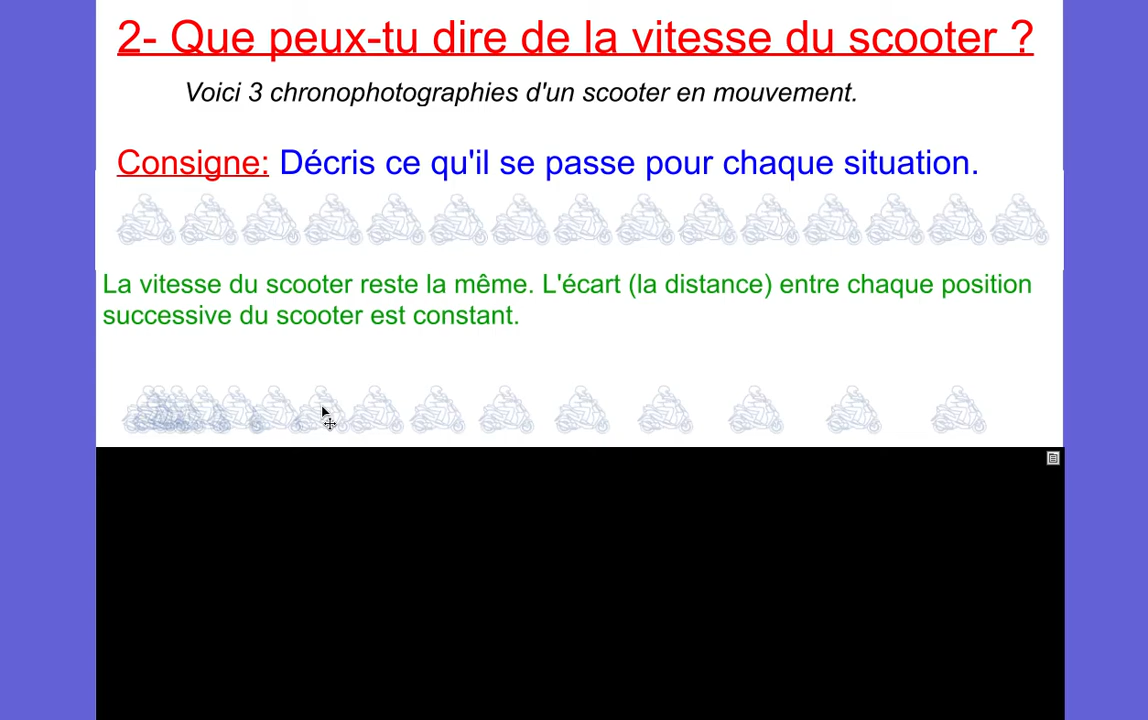 2- Que peux-tu dire de la vitesse du scooter ?
Voici 3 chronophotographies d'un scooter en mouvement.
Consigne: Décris ce qu'il se passe pour chaque situation.
La vitesse du scooter reste la même. L'écart (la distance) entre chaque position
successive du scooter est constant.